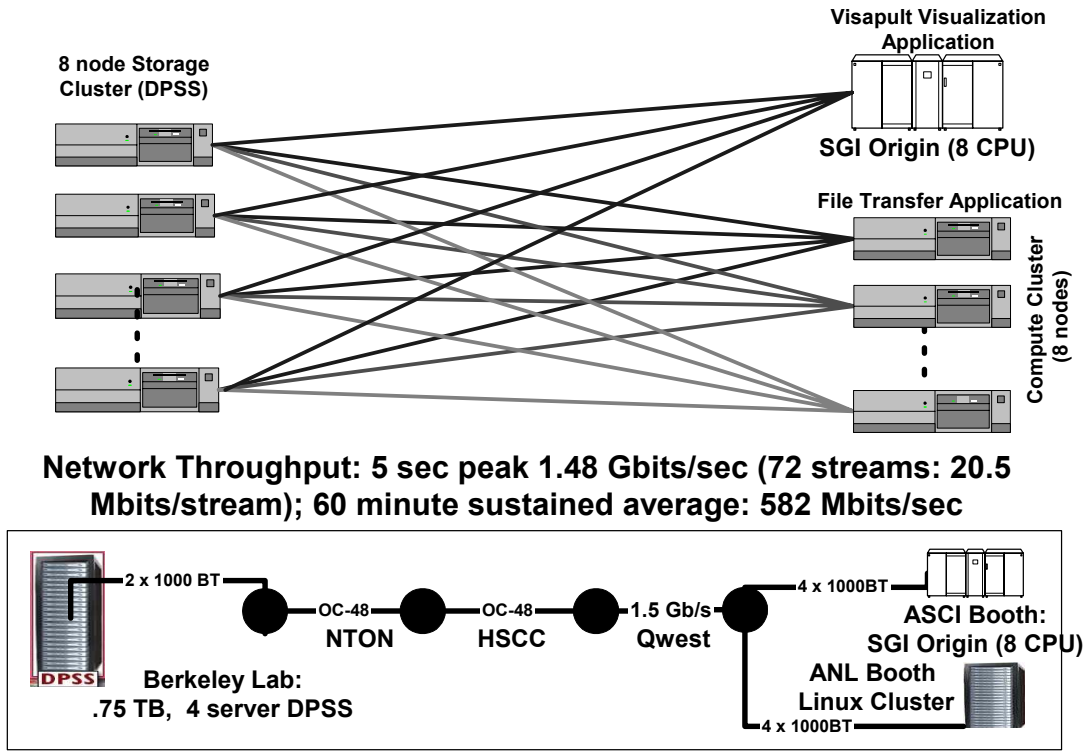 Visapult Visualization
Application
8 node Storage
Cluster (DPSS)
SGI Origin (8 CPU)
File Transfer Application
Compute Cluster
(8 nodes)
Network Throughput: 5 sec peak 1.48 Gbits/sec (72 streams: 20.5
Mbits/stream); 60 minute sustained average: 582 Mbits/sec
2 x 1000 BT
OC-48
NTON
OC-48
HSCC
1.5 Gb/s
Qwest
4 x 1000BT
ASCI Booth:
SGI Origin (8 CPU)
ANL Booth
Linux Cluster
4 x 1000BT
DPSS
Berkeley Lab:
.75 TB, 4 server DPSS